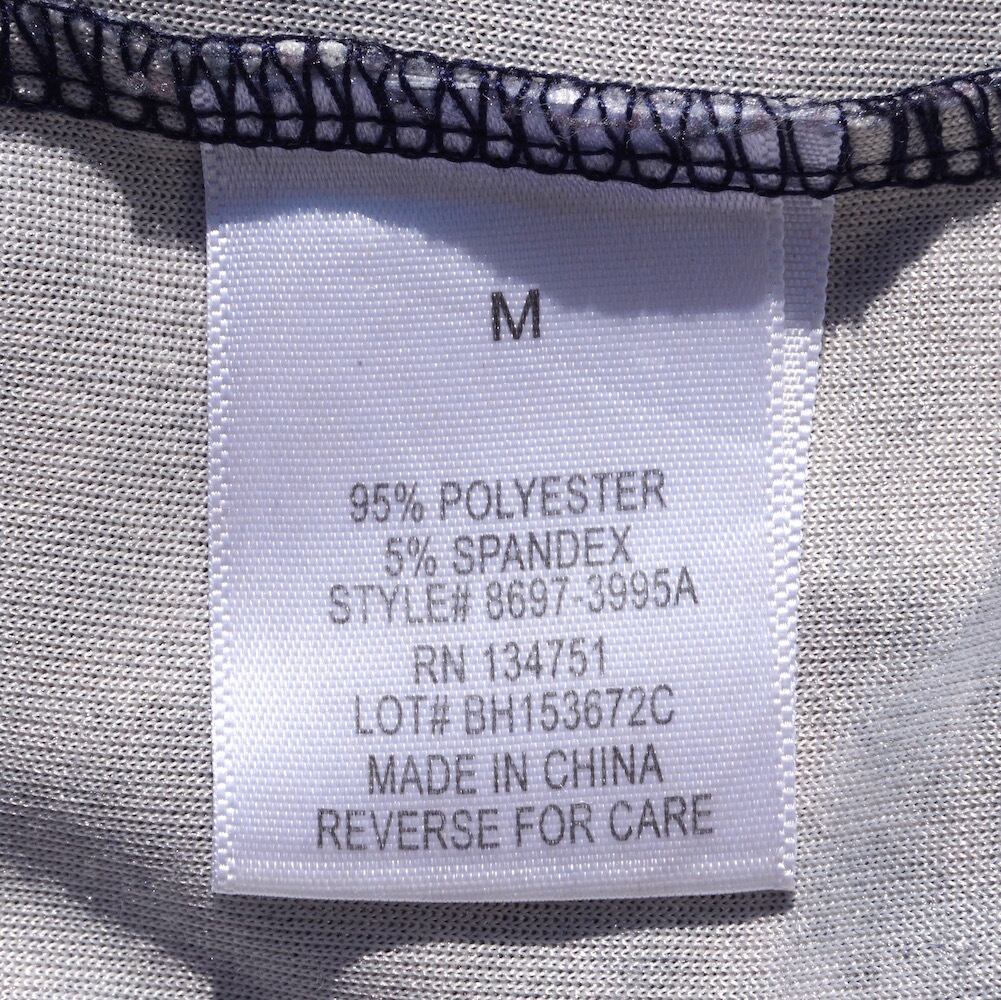 M
95% POLYESTER
5% SPANDEX
STYLE# 8697-3995A
RN 134751
LOT# BH153672C
MADE IN CHINA
REVERSE FOR CARE